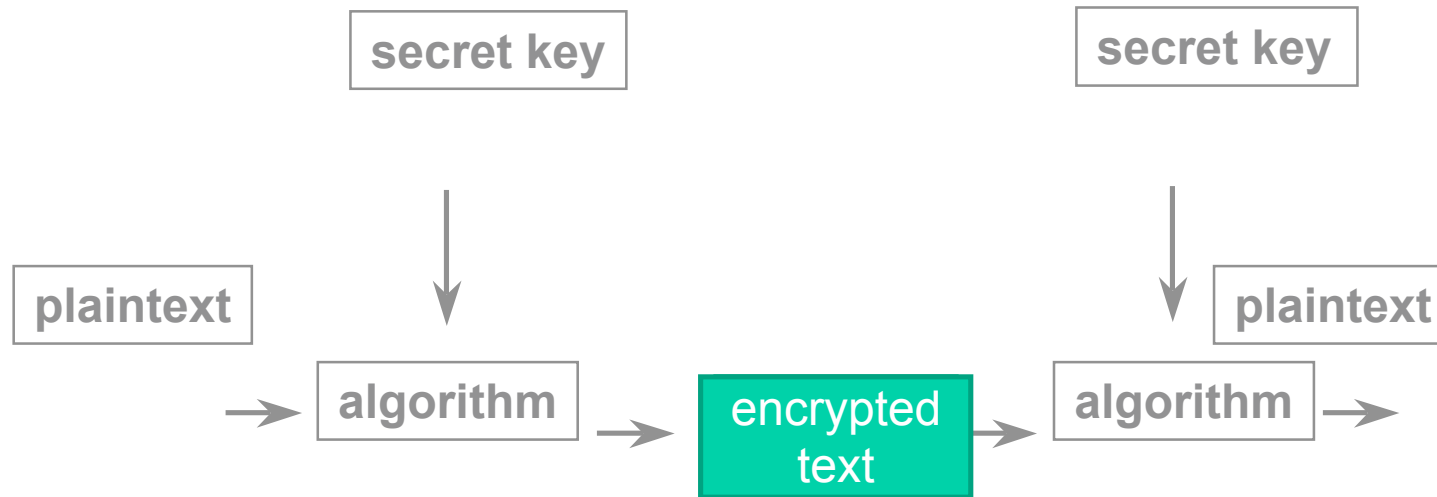 secret key
secret key
plaintext
plaintext
algorithm
encrypted
text
algorithm